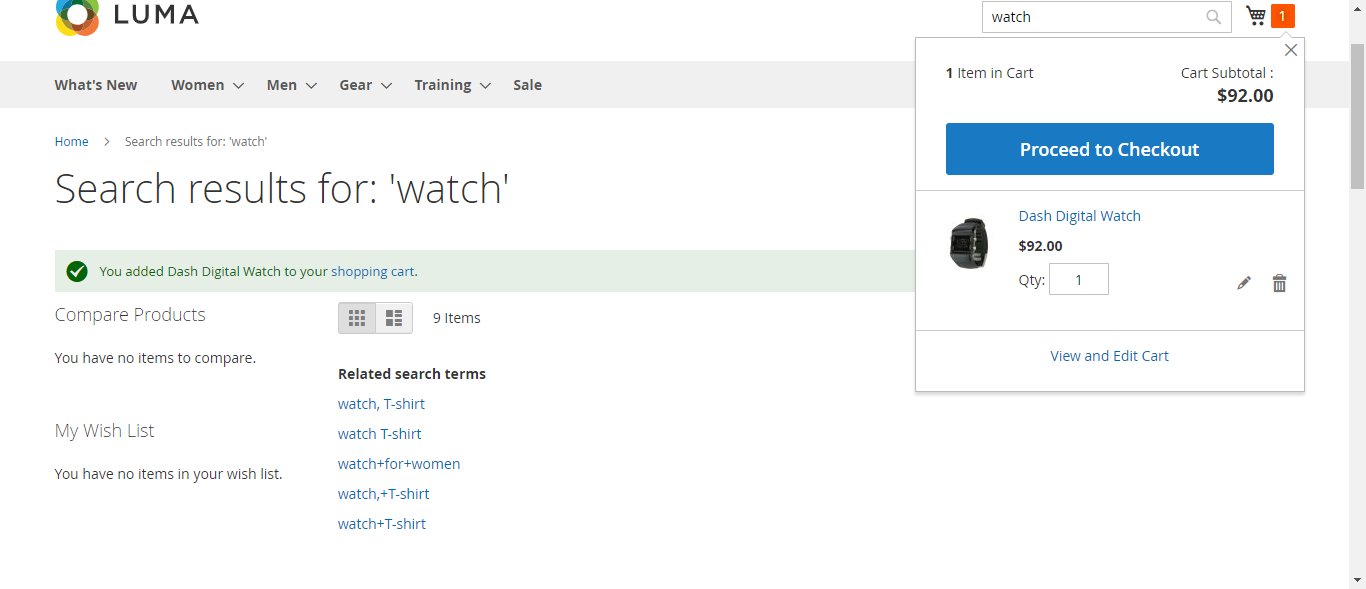 LUMA
watch
1
What's New
Women
Men
Gear
Training
Sale
1 Item in Cart
Cart Subtotal :
$92.00
Proceed to Checkout
Dash Digital Watch
$92.00
Qty: 1
View and Edit Cart
Home > Search results for: 'watch'
Search results for: 'watch'
You added Dash Digital Watch to your shopping cart.
Compare Products
You have no items to compare.
My Wish List
You have no items in your wish list.
9 Items
Related search terms
watch, T-shirt
watch T-shirt
watch+for+women
watch,+T-shirt
watch+T-shirt